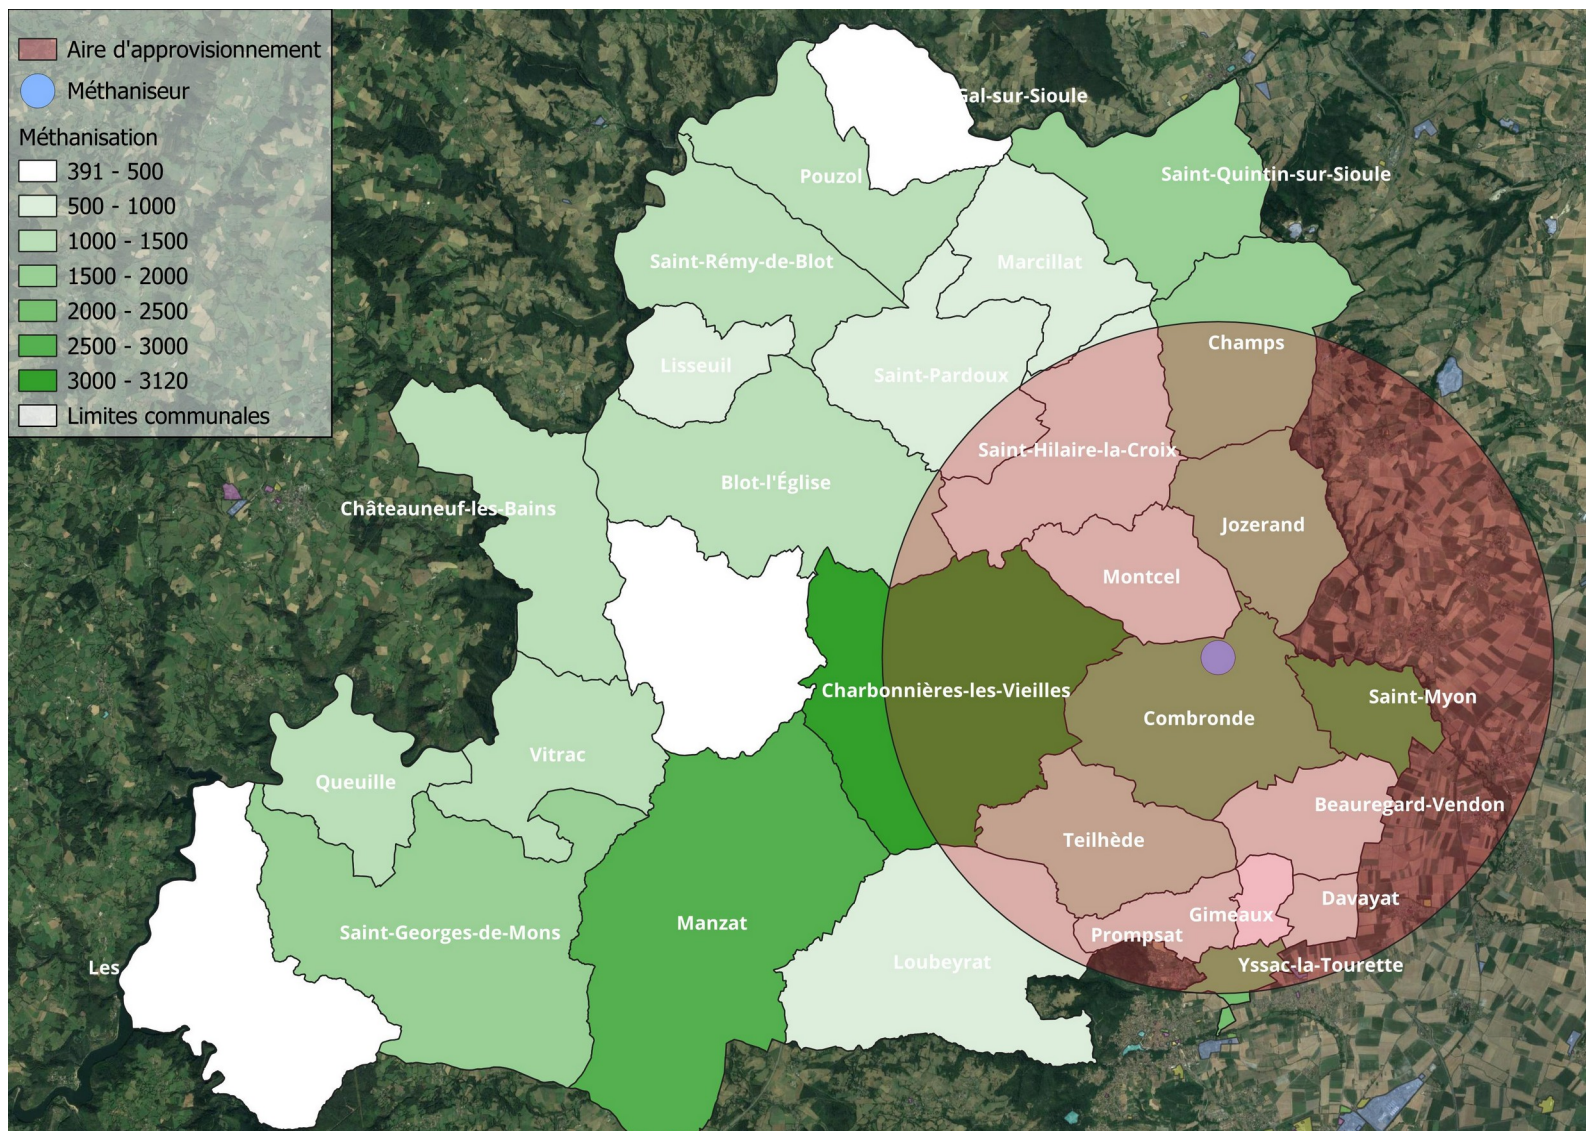 Aire d'approvisionnement
Méthaniseur
Méthanisation
391 - 500
500 - 1000
1000 - 1500
1500 - 2000
2000 - 2500
2500 - 3000
3000 - 3120
Limites communales
Gal-sur-Sioule
Pouzol
Saint-Quintin-sur-Sioule
Saint-Rémy-de-Blot
Marcillat
Champs
Lisseuil
Saint-Pardoux
Saint-Hilaire-la-Croix
Blot-l'Église
Châteauneuf-les-Bains
Jozerand
Montcel
Charbonnières-les-Vieilles
Saint-Myon
Combronde
Vitrac
Queuille
Beauregard-Vendon
Teilhède
Davayat
Gimeaux
Manzat
Saint-Georges-de-Mons
Prompsat
Loubeyrat
Yssac-la-Tourette
Les